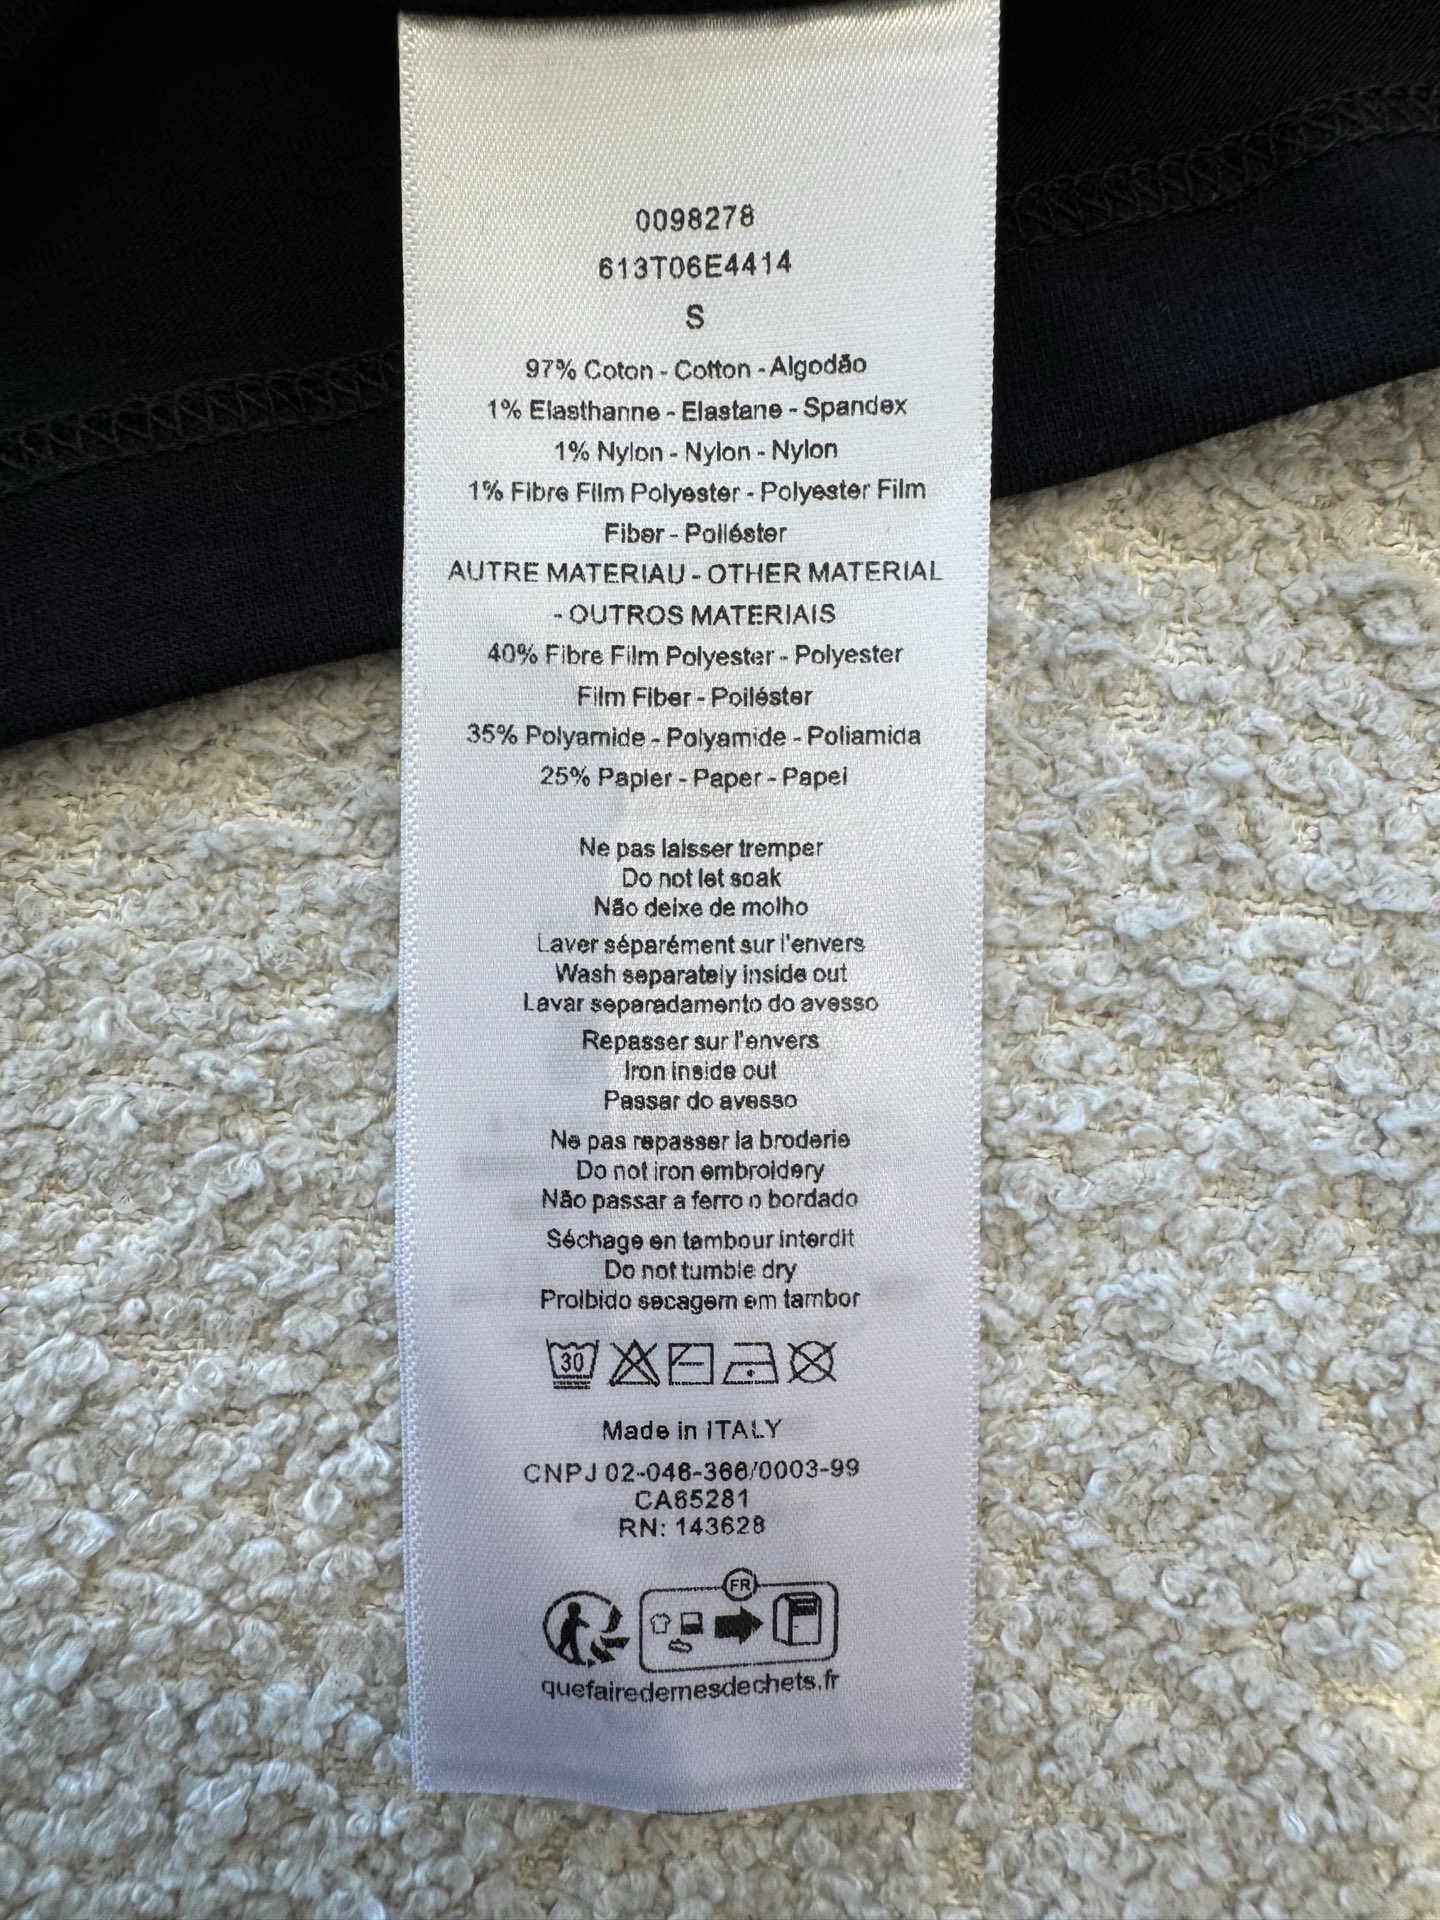 0098278
613T06E4414
S
97% Coton - Cotton - Algodão
1% Elasthanne - Elastane - Spandex
1% Nylon - Nylon - Nylon
1% Fibre Film Polyester - Polyester Film
Fiber - Poliéster
AUTRE MATERIAU - OTHER MATERIAL
- OUTROS MATERIAIS
40% Fibre Film Polyester - Polyester
Film Fiber - Poliéster
35% Polyamide - Polyamide - Poliamida
25% Papier - Paper - Papel
Ne pas laisser tremper
Do not let soak
Não deixe de molho
Laver séparément sur l'envers
Wash separately inside out
Lavar separadamento do avesso
Repasser sur l'envers
Iron inside out
Passar do avesso
Ne pas repasser la broderie
Do not iron embroidery
Não passar a ferro o bordado
Séchage en tambour interdit
Do not tumble dry
Proibido secagem em tambor
30
Made in ITALY
CNPJ 02-046-366/0003-99
CA65281
RN: 143628
FR
quefairedemesdechets.fr